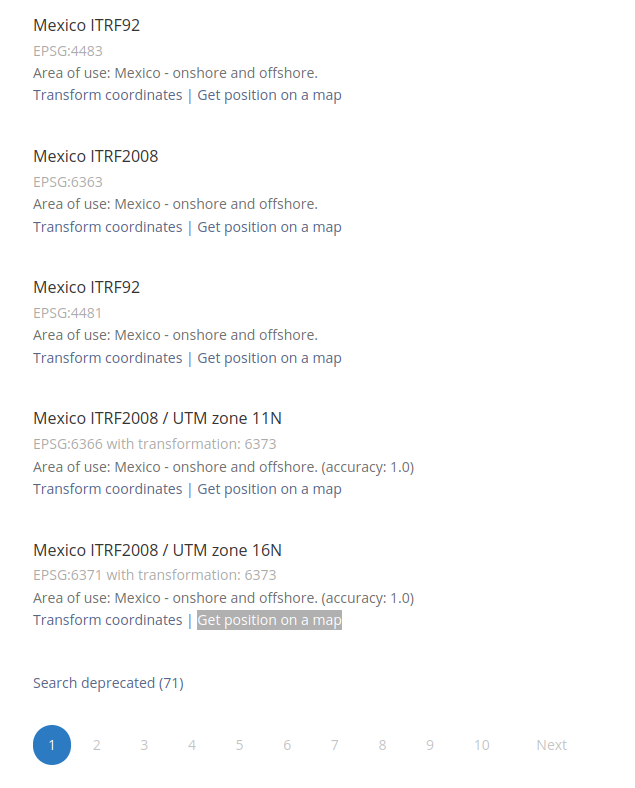 Mexico ITRF92
EPSG:4483
Area of use: Mexico - onshore and offshore.
Transform coordinates | Get position on a map
Mexico ITRF2008
EPSG:6363
Area of use: Mexico - onshore and offshore.
Transform coordinates | Get position on a map
Mexico ITRF92
EPSG:4481
Area of use: Mexico - onshore and offshore.
Transform coordinates | Get position on a map
Mexico ITRF2008 / UTM zone 11N
EPSG:6366 with transformation: 6373
Area of use: Mexico - onshore and offshore. (accuracy: 1.0)
Transform coordinates | Get position on a map
Mexico ITRF2008 / UTM zone 16N
EPSG:6371 with transformation: 6373
Area of use: Mexico - onshore and offshore. (accuracy: 1.0)
Transform coordinates | Get position on a map
Search deprecated (71)
1 2 3 4 5 6 7 8 9 10 Next